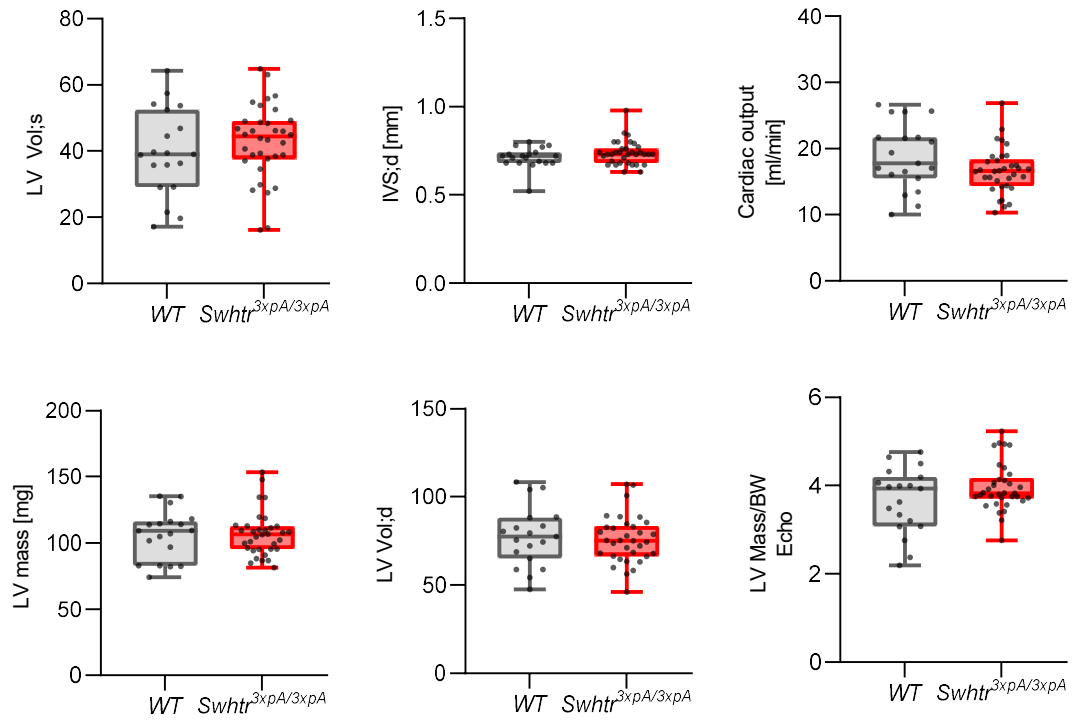 LV Vol;s
80
60
40
20
0
WT Swhtr3xpA/3xpA
IVS;d [mm]
1.5
1.0
0.5
0.0
WT Swhtr3xpA/3xpA
Cardiac output
[ml/min]
40
30
20
10
0
WT Swhtr3xpA/3xpA
LV mass [mg]
200
150
100
50
0
WT Swhtr3xpA/3xpA
LV Vol;d
150
100
50
0
WT Swhtr3xpA/3xpA
LV Mass/BW
Echo
6
4
2
0
WT Swhtr3xpA/3xpA